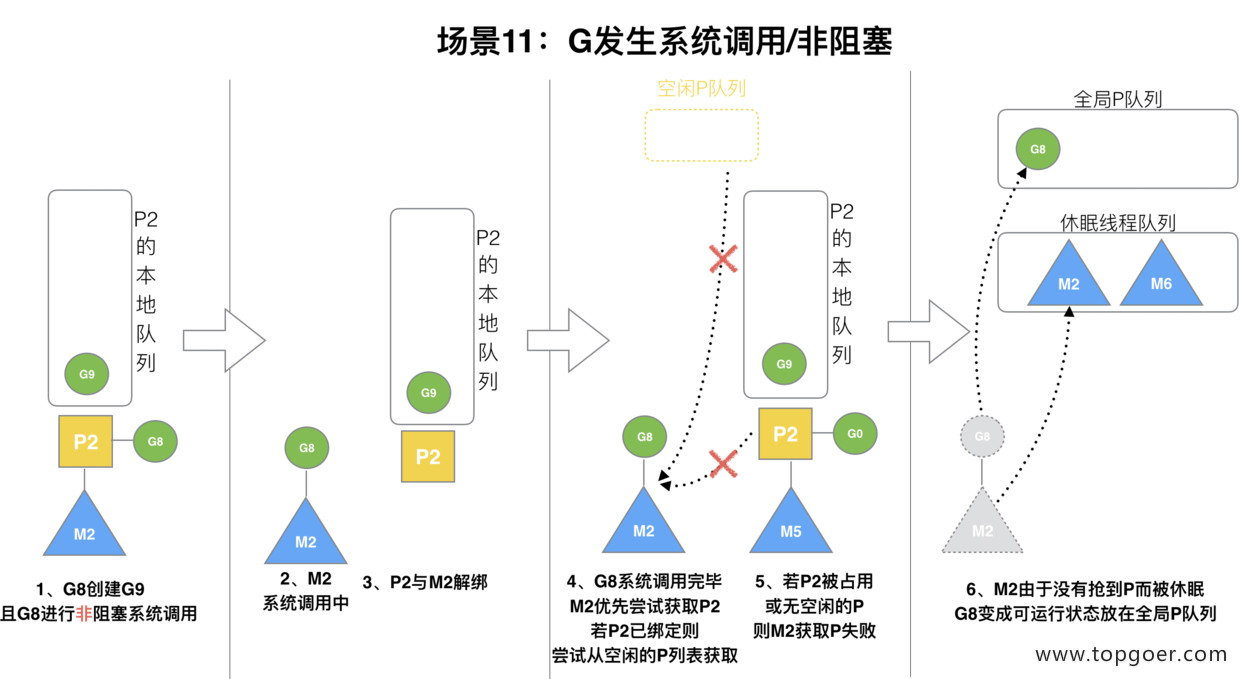 场景11：G发生系统调用/非阻塞
P2
的
本
地
队
列
G9
P2
G8
M2
1、G8创建G9
且G8进行非阻塞系统调用
P2
的
本
地
队
列
G9
G8
P2
M2
2、M2
系统调用中
3、P2与M2解绑
空闲P队列
P2
的
本
地
队
列
G9
G8
P2
G0
M2
M5
4、G8系统调用完毕
M2优先尝试获取P2
若P2已绑定则
尝试从空闲的P列表获取
5、若P2被占用
或无空闲的P
则M2获取P失败
全局P队列
G8
休眠线程队列
M2
M6
G8
M2
6、M2由于没有抢到P而被休眠
G8变成可运行状态放在全局P队列
www.topgoer.com